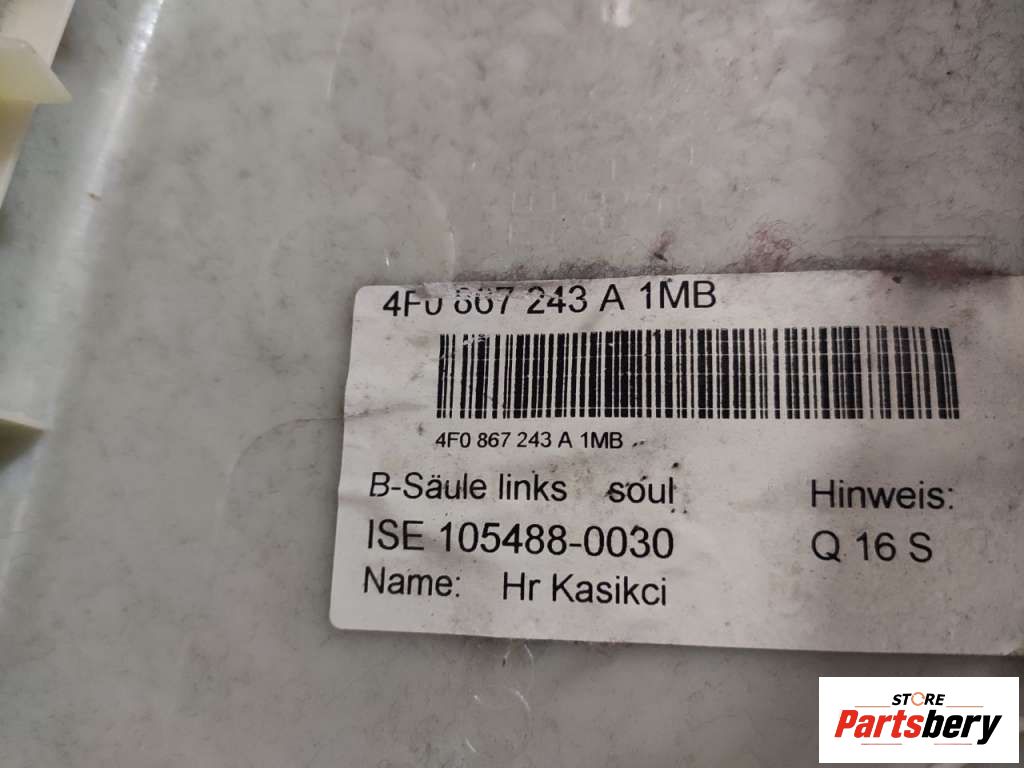 4F0 867 243 A 1MB
4F0 867 243 A 1MB
B-Säule links soul Hinweis:
ISE 105488-0030 Q 16 S
Name: Hr Kasikci
STORE
Partsbery